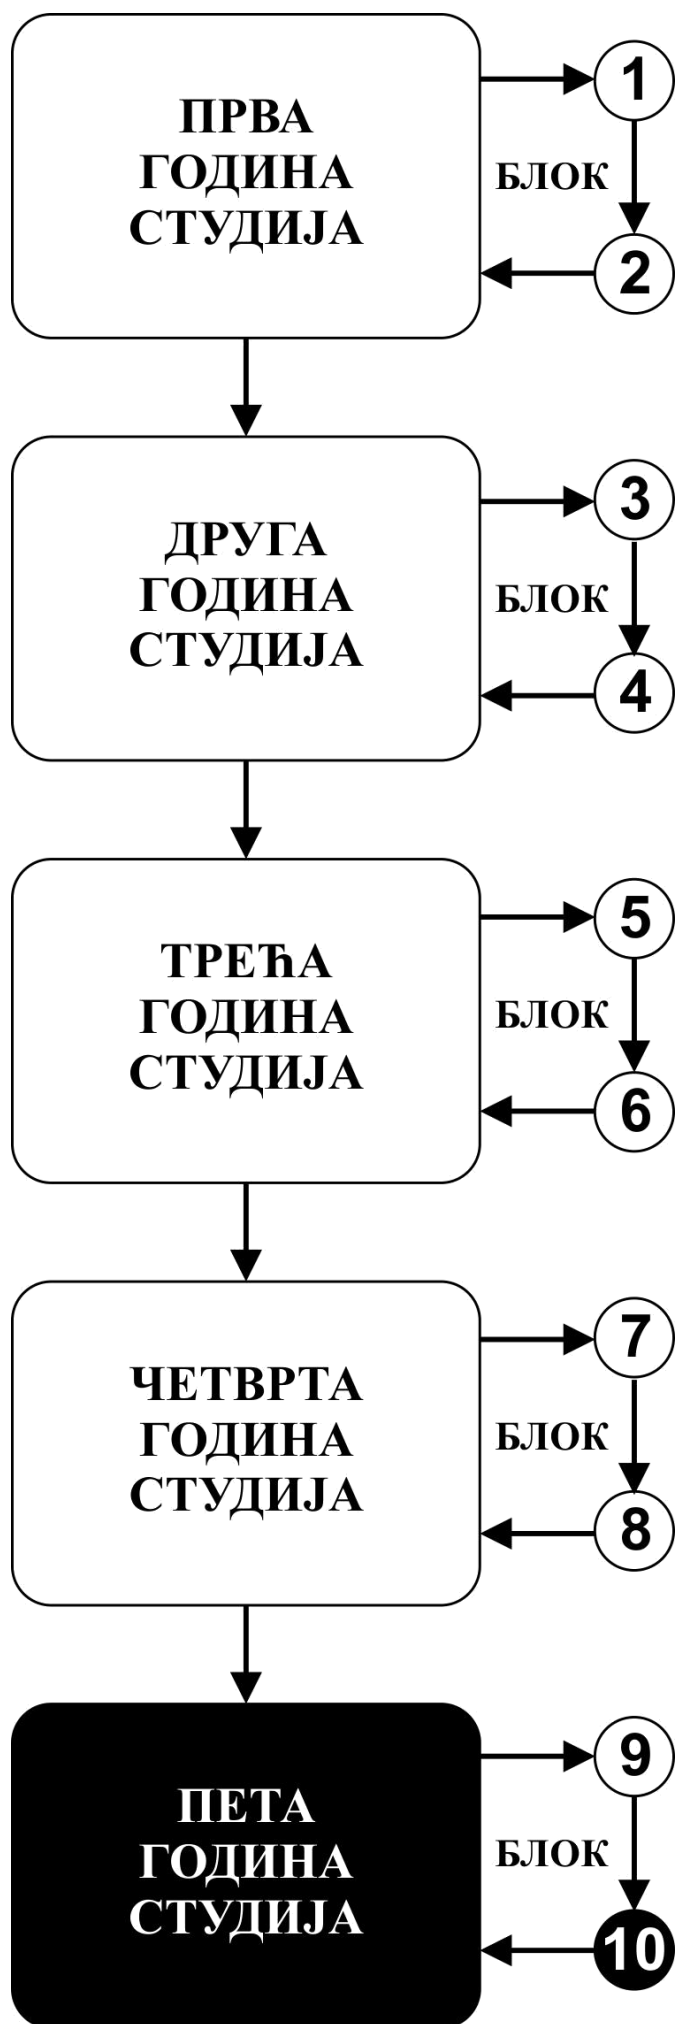 ПРВА
ГОДИНА
СТУДИЈА
1
БЛОК
2
ДРУГА
ГОДИНА
СТУДИЈА
3
БЛОК
4
ТРЕЋА
ГОДИНА
СТУДИЈА
5
БЛОК
6
ЧЕТВРТА
ГОДИНА
СТУДИЈА
7
БЛОК
8
ПЕТА
ГОДИНА
СТУДИЈА
9
БЛОК
10